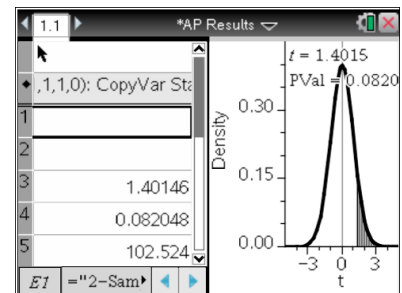 1.1 *AP Results
,1,1,0): CopyVar Sta
1
2
3 1.40146
4 0.082048
5 102.524
E1 ="2-Sam
t = 1.4015
PVal = 0.0820
Density
0.30
0.15
0.00
-3 0 3
t